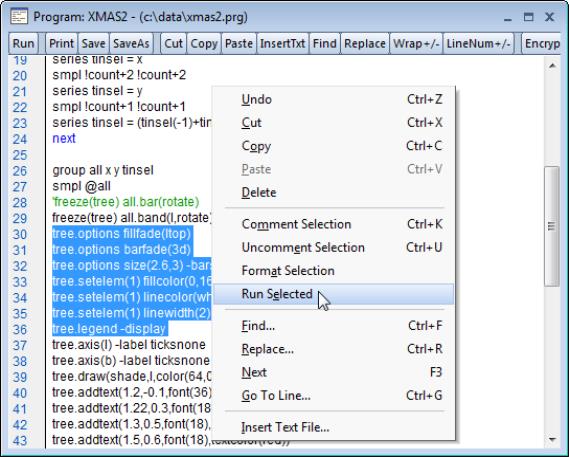 Program: XMAS2 - (c:\data\xmas2.prg)
Run Print Save SaveAs Cut Copy Paste InsertTxt Find Replace Wrap+/- LineNum+/- Encryp
19 series tinsel = x
20 smpl !count+2 !count+2
21 series tinsel = y
22 smpl !count+1 !count+1
23 series tinsel = (tinsel(-1)+tin
24 next
25
26 group all x y tinsel
27 smpl @all
28 'freeze(tree) all.bar(rotate)
29 freeze(tree) all.band(l,rotate)
30 tree.options fillfade(ltop)
31 tree.options barfade(3d)
32 tree.options size(2.6,3) -bars
33 tree.setelem(1) fillcolor(0,16
34 tree.setelem(1) linecolor(wh
35 tree.setelem(1) linewidth(2)
36 tree.legend -display
37 tree.axis(l) -label ticksnone
38 tree.axis(b) -label ticksnone
39 tree.draw(shade,l,color(64,0
40 tree.addtext(1.2,-0.1,font(36)
41 tree.addtext(1.22,0.3,font(18
42 tree.addtext(1.3,0.5,font(18),
43 tree.addtext(1.5,0.6,font(18),textcolor(red))
Undo Ctrl+Z
Cut Ctrl+X
Copy Ctrl+C
Paste Ctrl+V
Delete
Comment Selection Ctrl+K
Uncomment Selection Ctrl+U
Format Selection
Run Selected
Find... Ctrl+F
Replace... Ctrl+R
Next F3
Go To Line... Ctrl+G
Insert Text File...